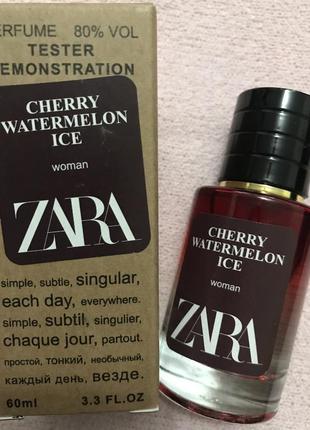 ERFUME 80% VOL
TESTER
EMONSTRATION
CHERRY
WATERMELON
ICE
woman
ZARA
simple, subtle, singular,
each day, everywhere.
simple, subtil, singulier,
chaque jour, partout.
простой, тонкий, необычный,
каждый день, везде.
60ml 3.3 FL.OZ
CHERRY
WATERMELON
ICE
woman
ZARA